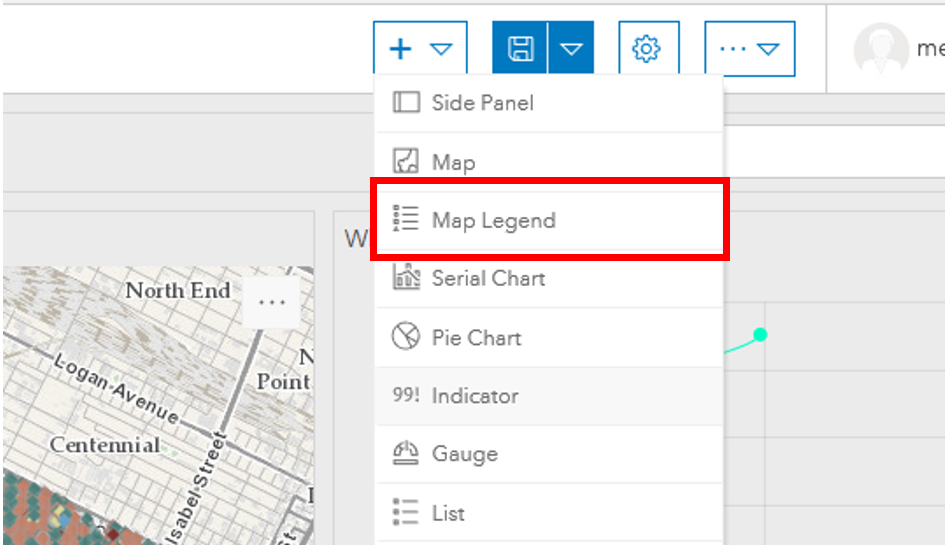 me
Side Panel
Map
Map Legend
W
Serial Chart
North End
Pie Chart
N
Point
Logan Avenue
99! Indicator
Centennial
Gauge
Isabel Street
List
St